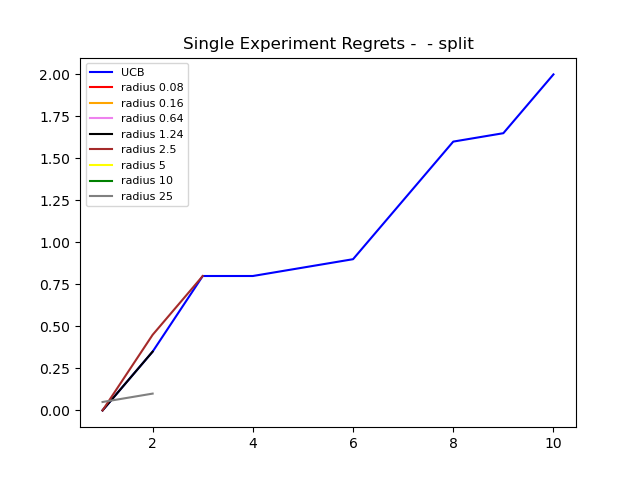 Single Experiment Regrets -  - split
UCB
radius 0.08
radius 0.16
radius 0.64
radius 1.24
radius 2.5
radius 5
radius 10
radius 25
2.00
1.75
1.50
1.25
1.00
0.75
0.50
0.25
0.00
2 4 6 8 10